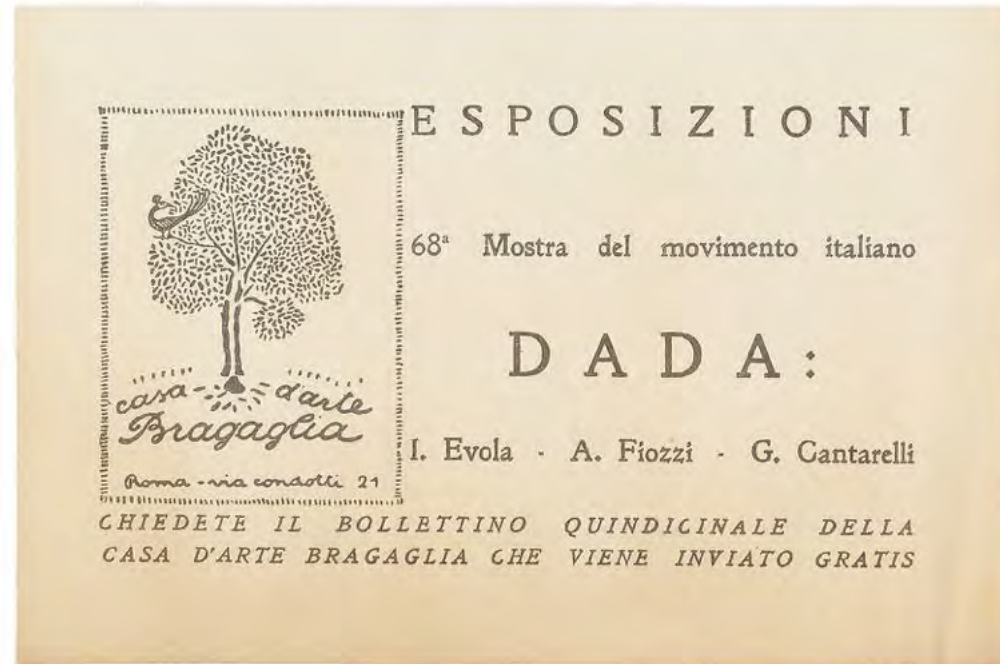 ESPOSIZIONI
68ª Mostra del movimento italiano
DADA:
I. Evola - A. Fiozzi - G. Cantarelli
casa d'arte
Bragaglia
Roma - via condotti 21
CHIEDETE IL BOLLETTINO QUINDICINALE DELLA
CASA D'ARTE BRAGAGLIA CHE VIENE INVIATO GRATIS